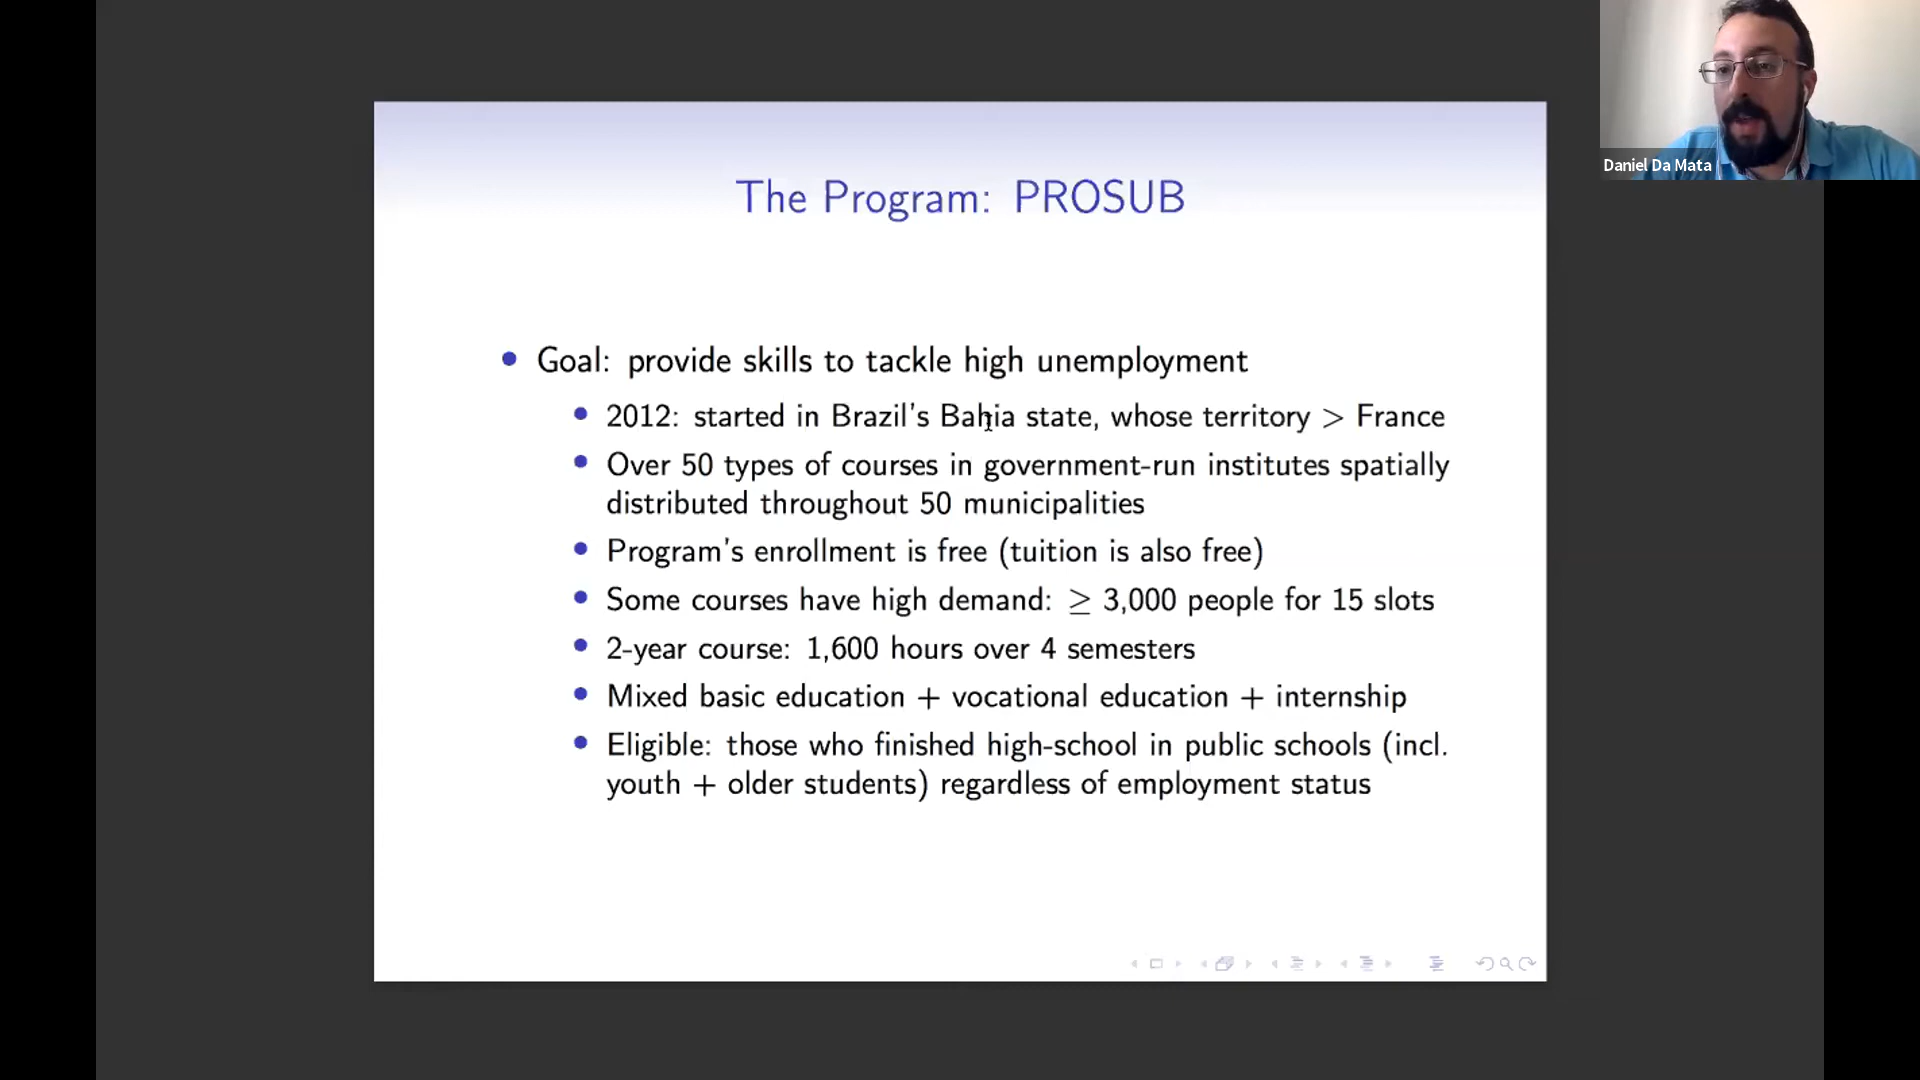 Daniel Da Mata
The Program: PROSUB
Goal: provide skills to tackle high unemployment
2012: started in Brazil's Bahia state, whose territory > France
Over 50 types of courses in government-run institutes spatially
distributed throughout 50 municipalities
Program's enrollment is free (tuition is also free)
Some courses have high demand: ≥ 3,000 people for 15 slots
2-year course: 1,600 hours over 4 semesters
Mixed basic education + vocational education + internship
Eligible: those who finished high-school in public schools (incl.
youth + older students) regardless of employment status